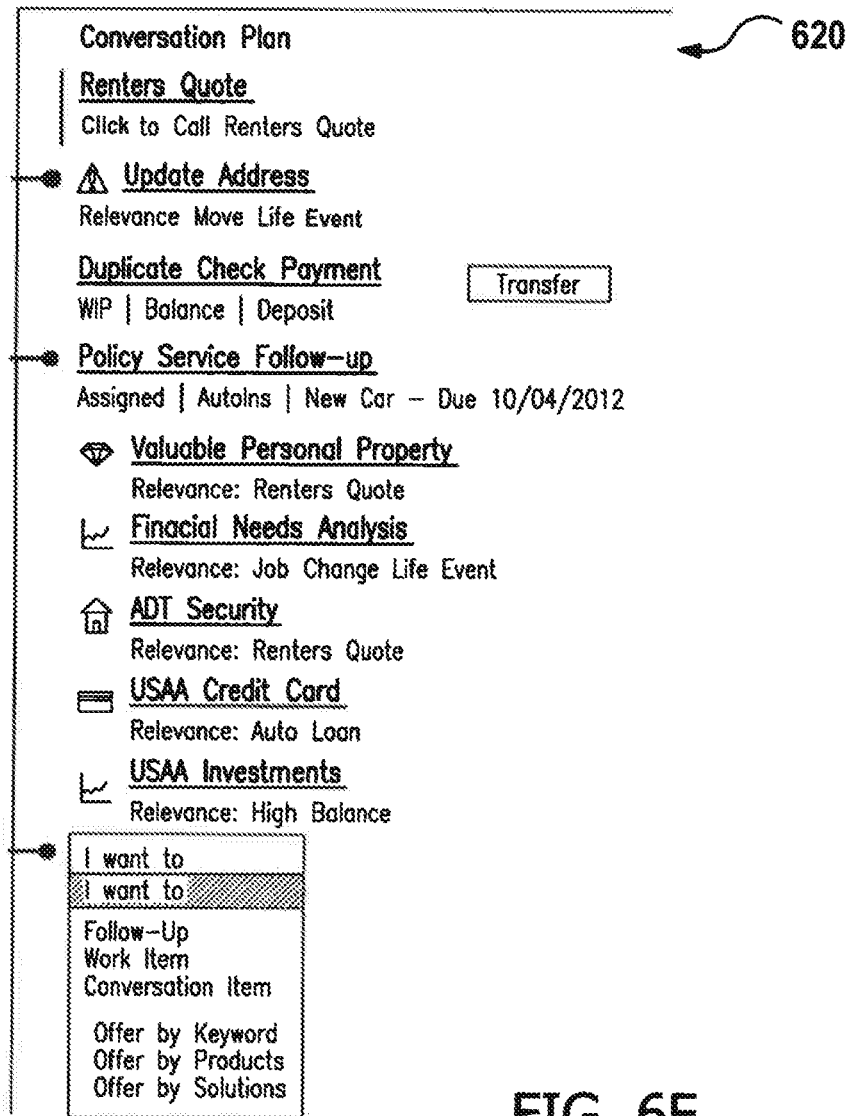 Conversation Plan
620
Renters Quote
Click to Call Renters Quote
Update Address
Relevance Move Life Event
Duplicate Check Payment
Transfer
WIP | Balance | Deposit
Policy Service Follow-up
Assigned | AutoIns | New Car – Due 10/04/2012
Valuable Personal Property
Relevance: Renters Quote
Finacial Needs Analysis
Relevance: Job Change Life Event
ADT Security
Relevance: Renters Quote
USAA Credit Card
Relevance: Auto Loan
USAA Investments
Relevance: High Balance
I want to
I want to
Follow-Up
Work Item
Conversation Item
Offer by Keyword
Offer by Products
Offer by Solutions